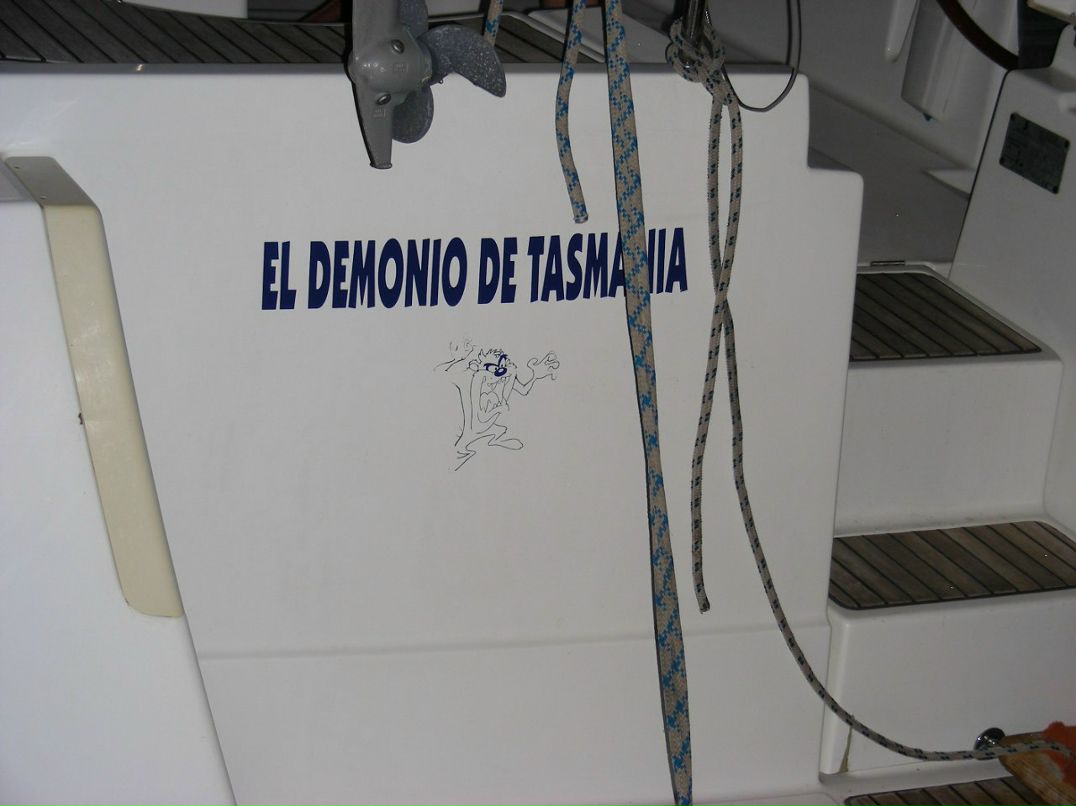 EL DEMONIO DE TASMANIA